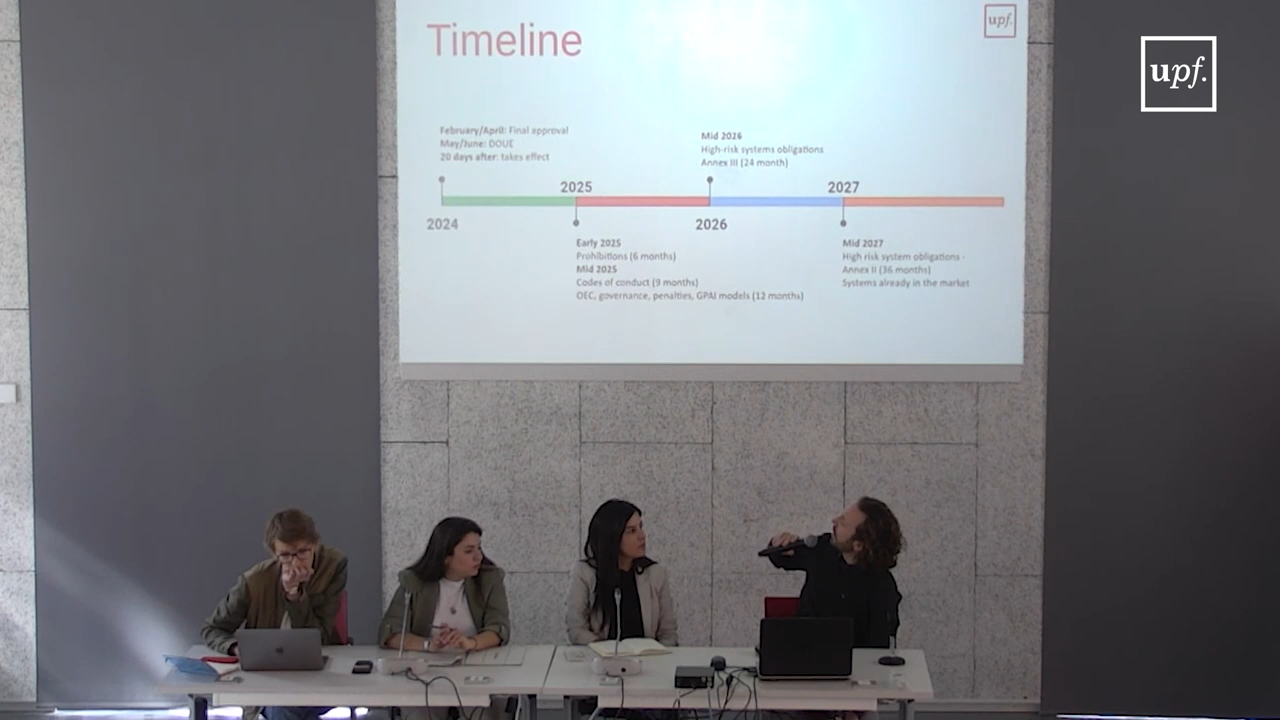 Timeline
upf.
upf.
February/April: Final approval
May/June: DOUE
20 days after: takes effect
Mid 2026
High-risk systems obligations
Annex III (24 month)
2025
2027
2024
2026
Early 2025
Prohibitions (6 months)
Mid 2025
Codes of conduct (9 months)
OEC, governance, penalties, GPAI models (12 months)
Mid 2027
High risk system obligations -
Annex II (36 months)
Systems already in the market